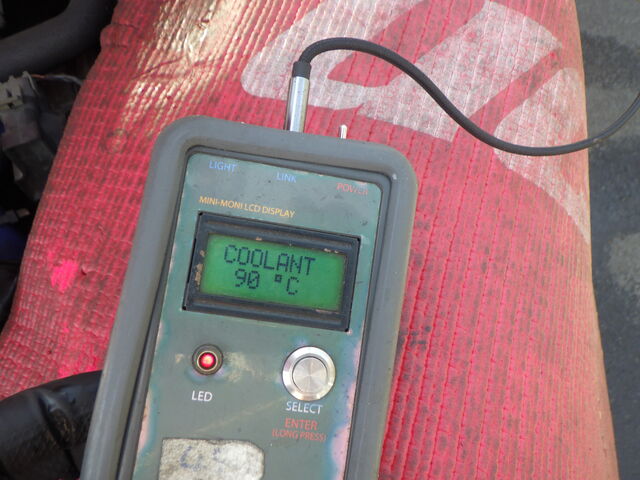 LIGHT LINK POWER
MINI-MONI LCD DISPLAY
COOLANT
90 °C
LED
SELECT
ENTER
(LONG PRESS)